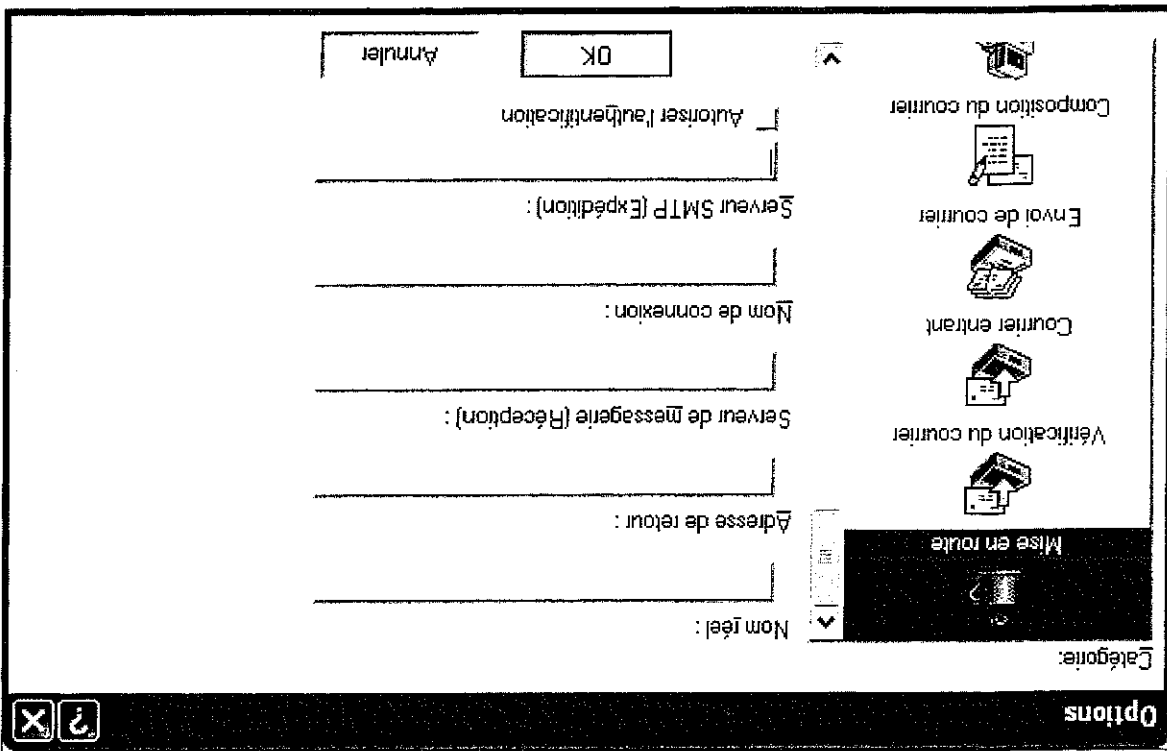 Options
Catégorie:
Mise en route
Vérification du courrier
Courrier entrant
Envoi de courrier
Composition du courrier
Nom réel :
Adresse de retour :
Serveur de messagerie (Réception) :
Nom de connexion :
Serveur SMTP (Expédition) :
Autoriser l'authentification
OK
Annuler